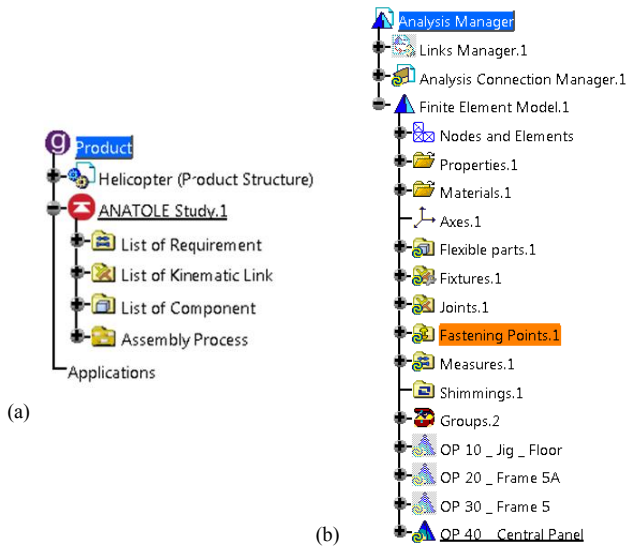 Product
Helicopter (Product Structure)
ANATOLE Study.1
List of Requirement
List of Kinematic Link
List of Component
Assembly Process
Applications
(a)
Analysis Manager
Links Manager.1
Analysis Connection Manager.1
Finite Element Model.1
Nodes and Elements
Properties.1
Materials.1
Axes.1
Flexible parts.1
Fixtures.1
Joints.1
Fastening Points.1
Measures.1
Shimmings.1
Groups.2
OP 10 _ Jig _ Floor
OP 20 _ Frame 5A
OP 30 _ Frame 5
OP 40 _ Central Panel
(b)